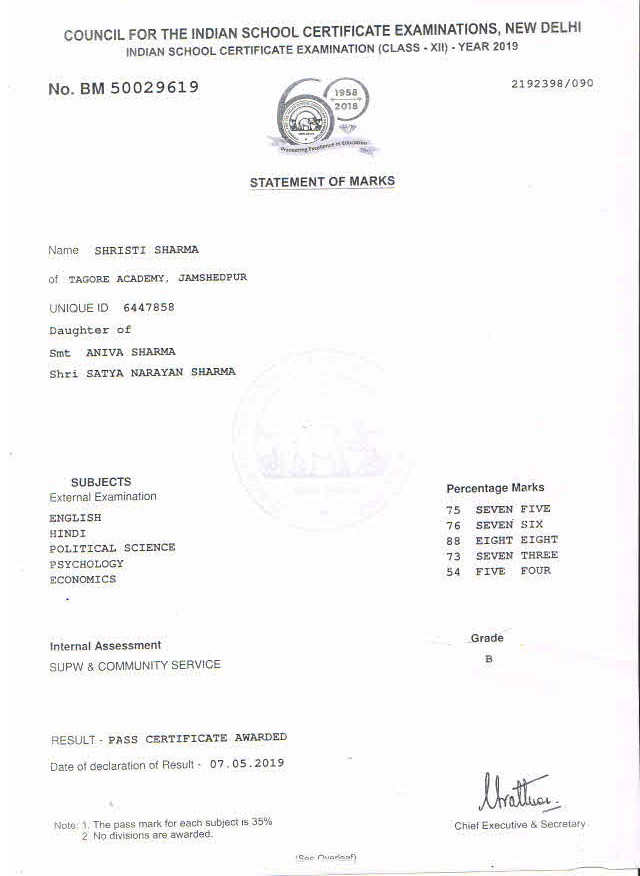 COUNCIL FOR THE INDIAN SCHOOL CERTIFICATE EXAMINATIONS, NEW DELHI
INDIAN SCHOOL CERTIFICATE EXAMINATION (CLASS - XII) - YEAR 2019
No. BM 50029619
2192398/090
1958
2018
Pioneering Excellence in Education
STATEMENT OF MARKS
Name SHRISTI SHARMA
of TAGORE ACADEMY, JAMSHEDPUR
UNIQUE ID 6447858
Daughter of
Smt ANIVA SHARMA
Shri SATYA NARAYAN SHARMA
SUBJECTS
External Examination
Percentage Marks
ENGLISH 75 SEVEN FIVE
HINDI 76 SEVEN SIX
POLITICAL SCIENCE 88 EIGHT EIGHT
PSYCHOLOGY 73 SEVEN THREE
ECONOMICS 54 FIVE FOUR
Internal Assessment Grade
SUPW & COMMUNITY SERVICE B
RESULT - PASS CERTIFICATE AWARDED
Date of declaration of Result - 07.05.2019
Note: 1. The pass mark for each subject is 35%
2. No divisions are awarded.
Chief Executive & Secretary
(See Overleaf)